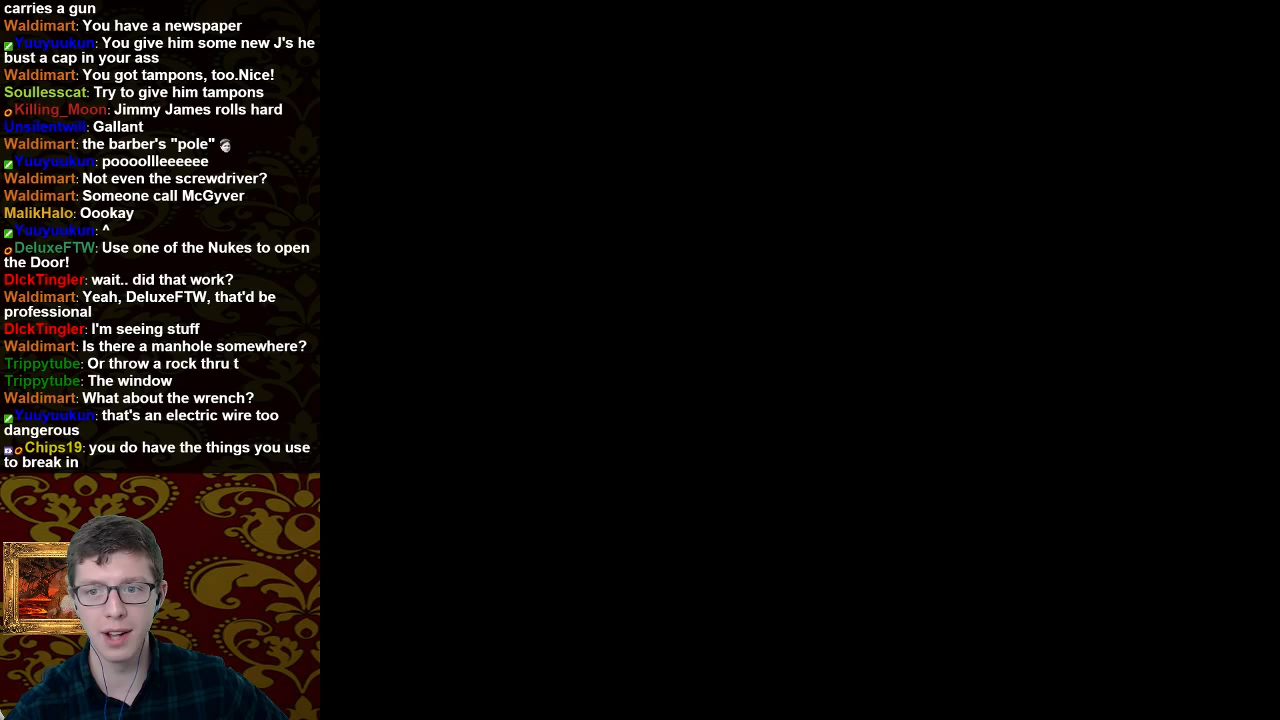 carries a gun
Waldimart: You have a newspaper
Yuuyuukun: You give him some new J's he
bust a cap in your ass
Waldimart: You got tampons, too.Nice!
Soullesscat: Try to give him tampons
Killing_Moon: Jimmy James rolls hard
Unsilentwill: Gallant
Waldimart: the barber's "pole"
Yuuyuukun: poooollleeeeee
Waldimart: Not even the screwdriver?
Waldimart: Someone call McGyver
MalikHalo: Oookay
Yuuyuukun: ^
DeluxeFTW: Use one of the Nukes to open
the Door!
DIckTingler: wait.. did that work?
Waldimart: Yeah, DeluxeFTW, that'd be
professional
DIckTingler: I'm seeing stuff
Waldimart: Is there a manhole somewhere?
Trippytube: Or throw a rock thru t
Trippytube: The window
Waldimart: What about the wrench?
Yuuyuukun: that's an electric wire too
dangerous
Chips19: you do have the things you use
to break in